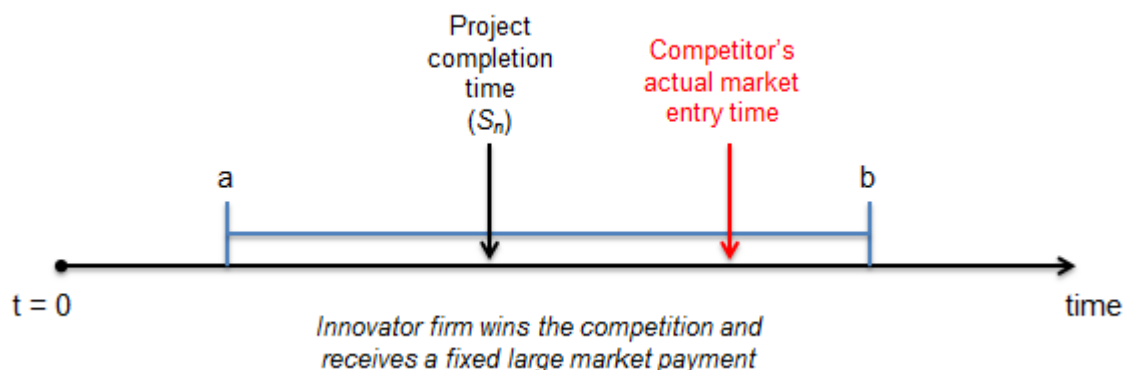 Project
completion
time
(Sn)
Competitor's
actual market
entry time
a
b
t = 0
time
Innovator firm wins the competition and
receives a fixed large market payment